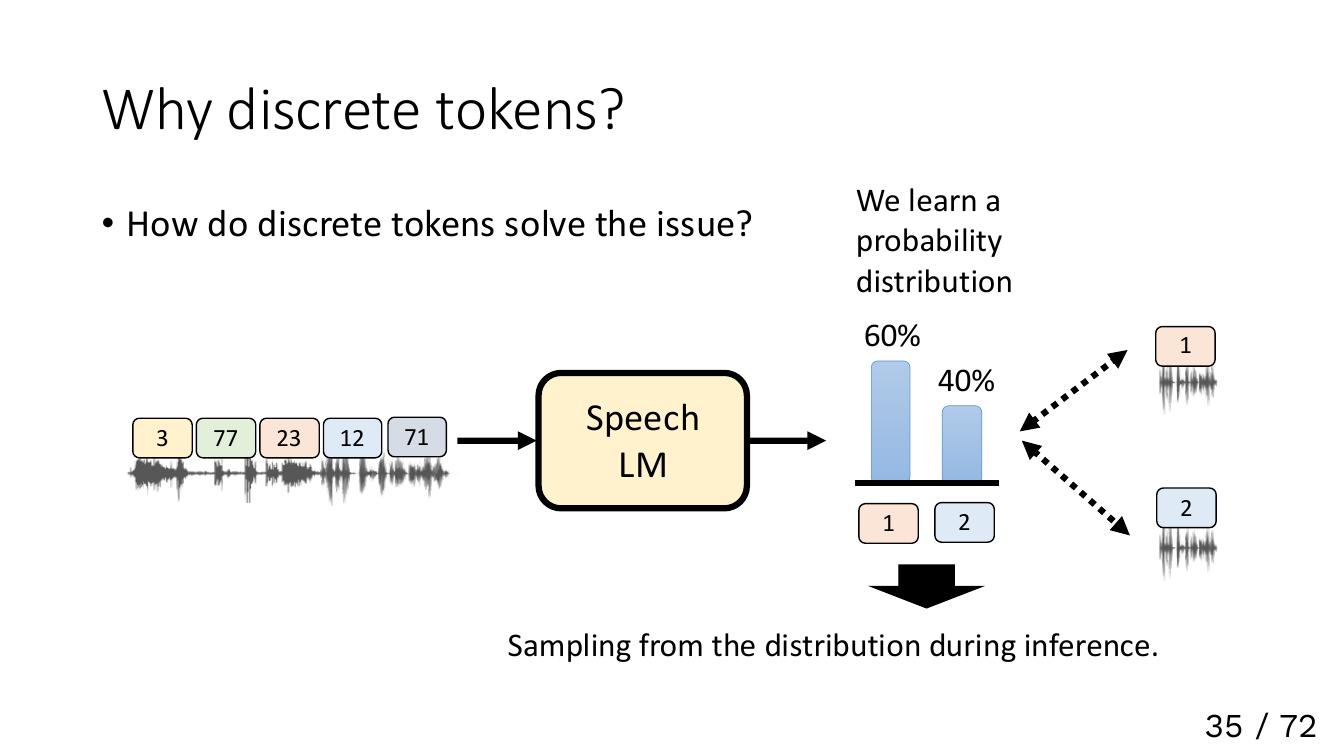 Why discrete tokens?
• How do discrete tokens solve the issue?
We learn a
probability
distribution
60%
40%
3 77 23 12 71
Speech
LM
1 2
1
2
Sampling from the distribution during inference.
35 / 72